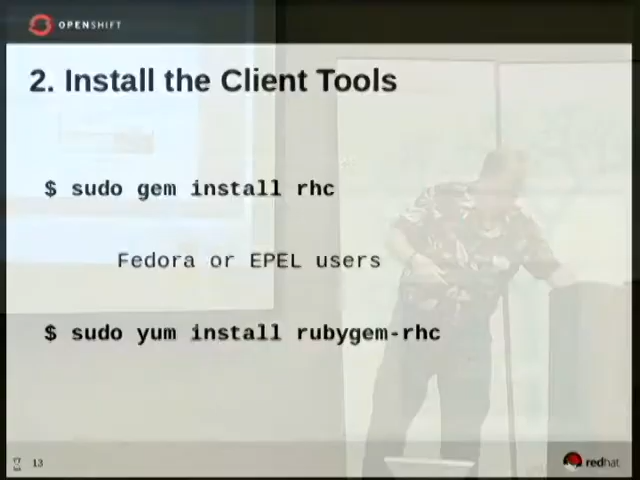 OPENSHIFT
2. Install the Client Tools
$ sudo gem install rhc
Fedora or EPEL users
$ sudo yum install rubygem-rhc
13
redhat